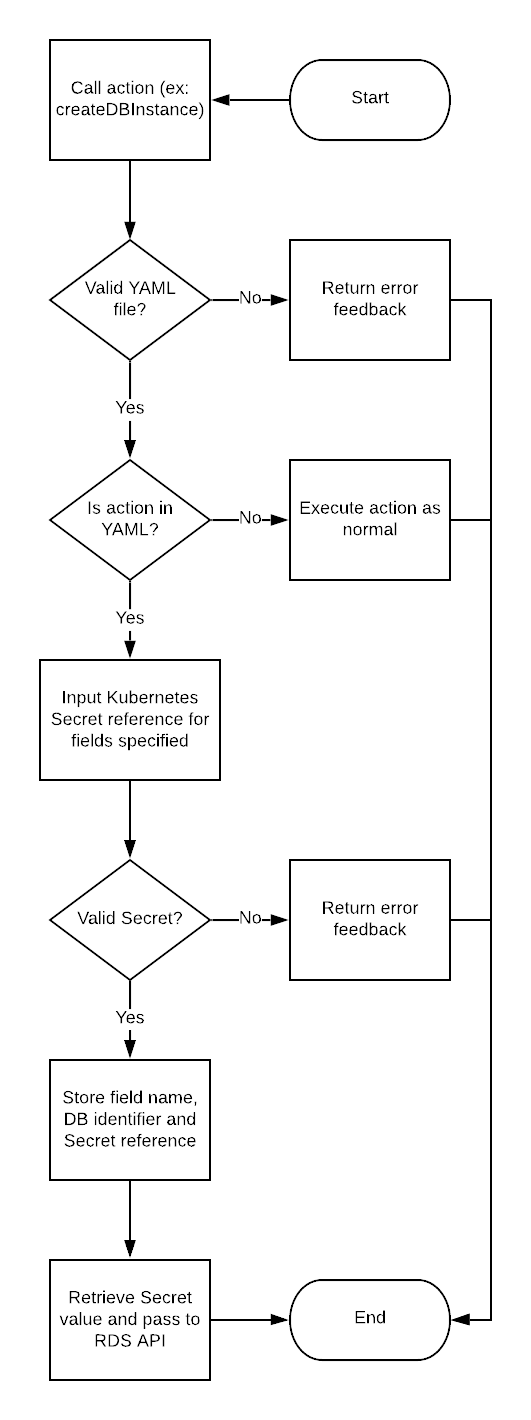 Call action (ex:
createDBInstance)
Start
Valid YAML
file?
No
Return error
feedback
Yes
Is action in
YAML?
No
Execute action as
normal
Yes
Input Kubernetes
Secret reference for
fields specified
Valid Secret?
No
Return error
feedback
Yes
Store field name,
DB identifier and
Secret reference
Retrieve Secret
value and pass to
RDS API
End